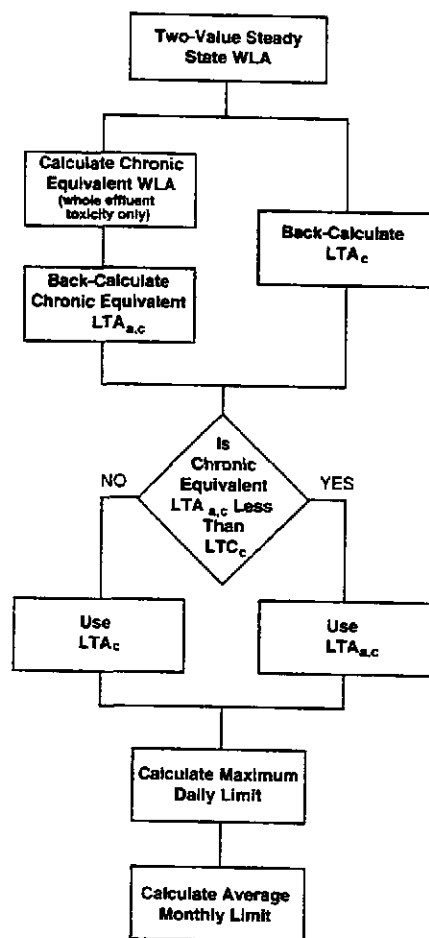 Two-Value Steady
State WLA
Calculate Chronic
Equivalent WLA
(whole effluent
toxicity only)
Back-Calculate
Chronic Equivalent
LTAa,c
Back-Calculate
LTAc
Is
Chronic
Equivalent
LTA a,c Less
Than
LTCc
NO
YES
Use
LTAc
Use
LTAa,c
Calculate Maximum
Daily Limit
Calculate Average
Monthly Limit